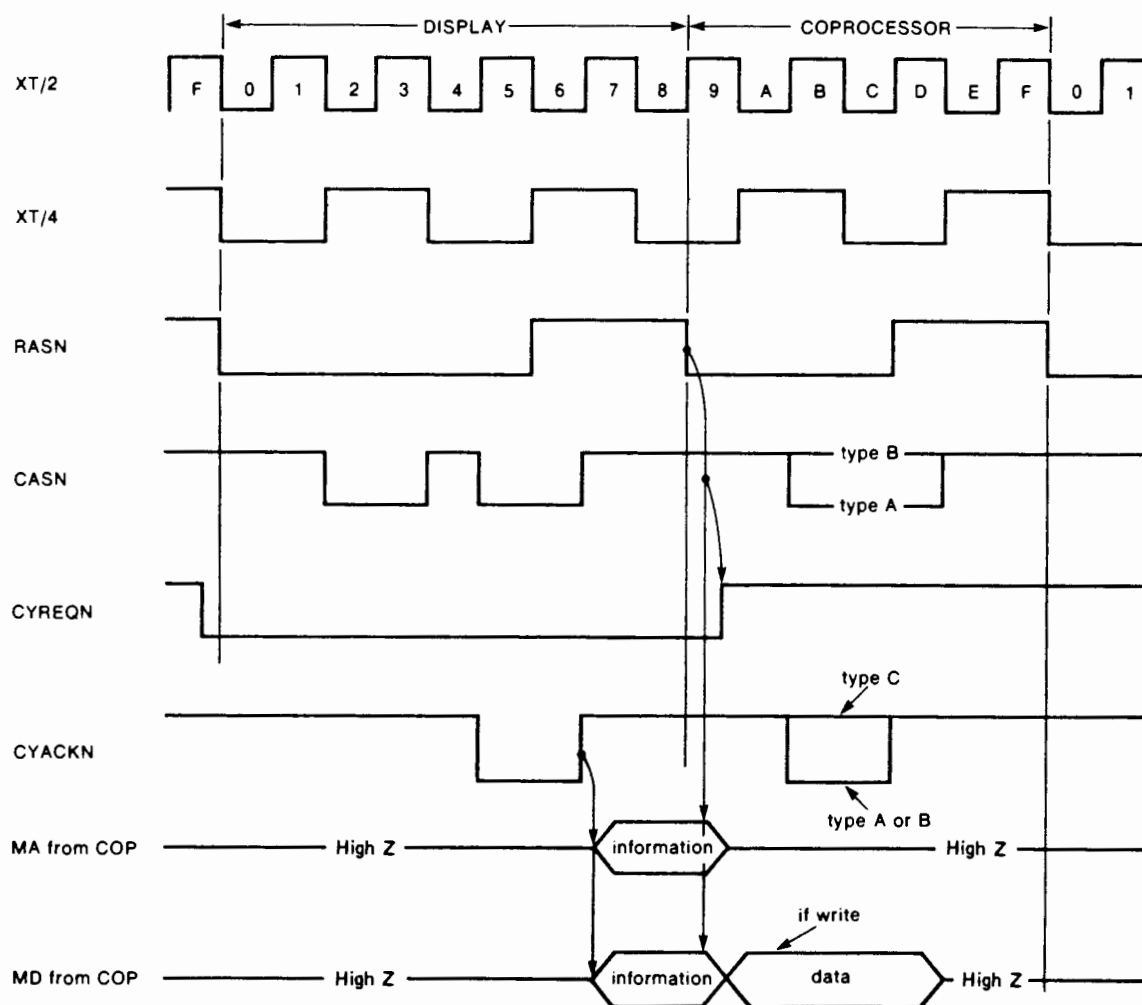 DISPLAY COPROCESSOR
XT/2 F 0 1 2 3 4 5 6 7 8 9 A B C D E F 0 1
XT/4
RASN
CASN type B
type A
CYREQN
type C
CYACKN
type A or B
MA from COP High Z information High Z
if write
MD from COP High Z information data High Z